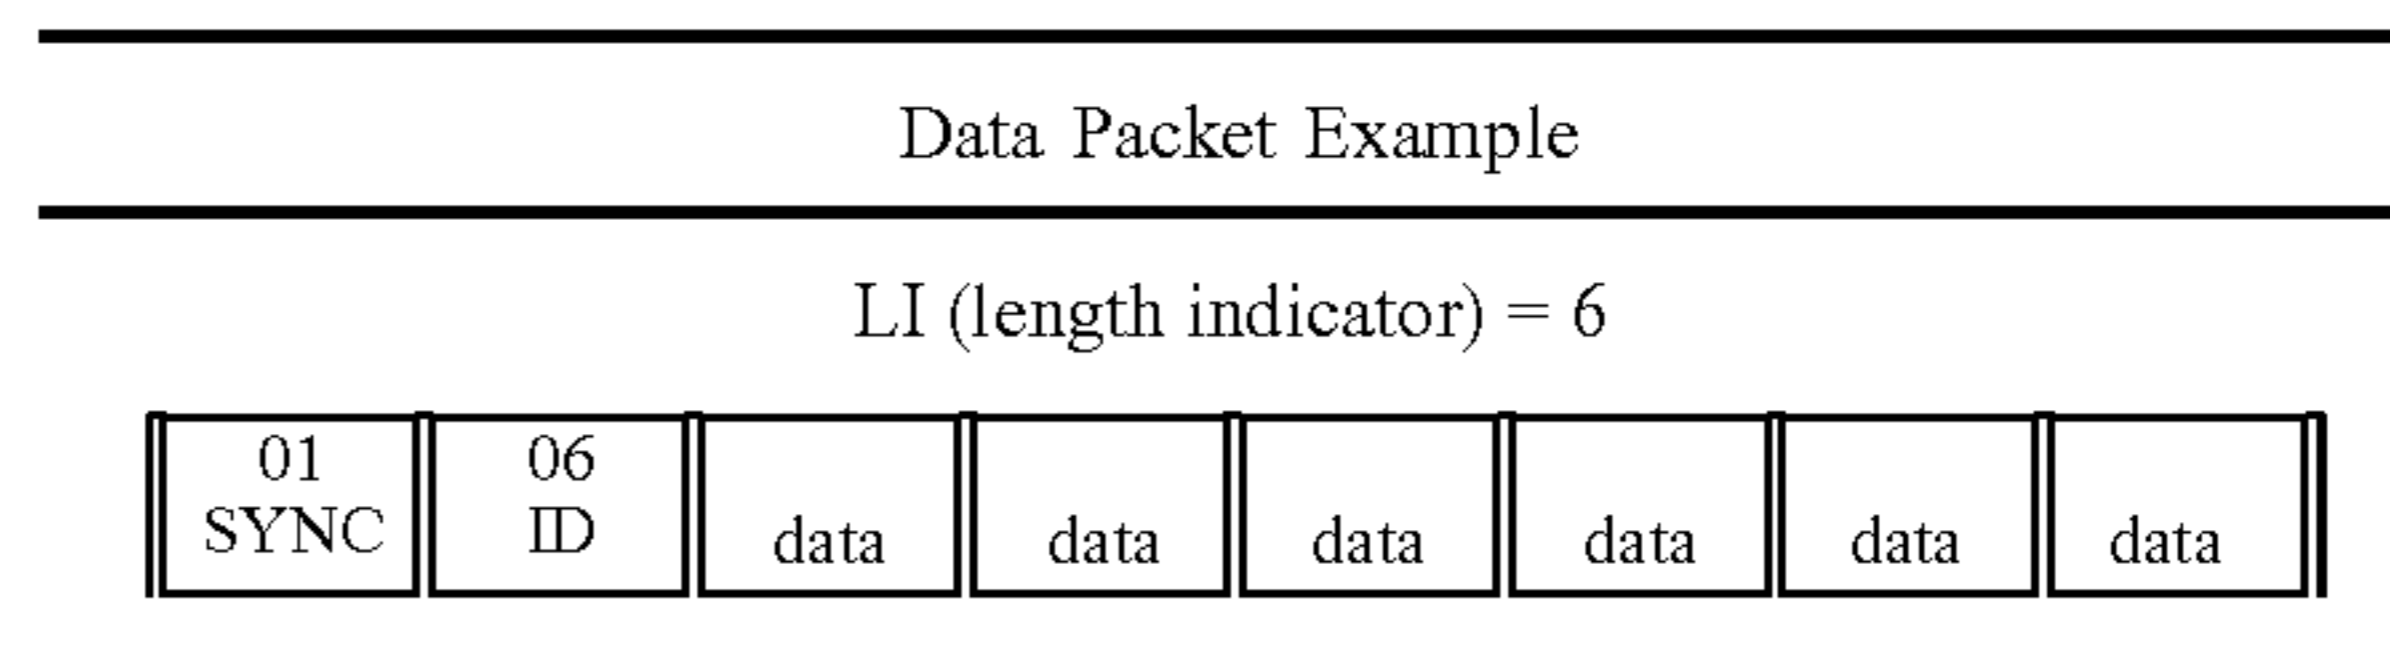 Data Packet Example
LI (length indicator) = 6
01 06
SYNC ID data data data data data data